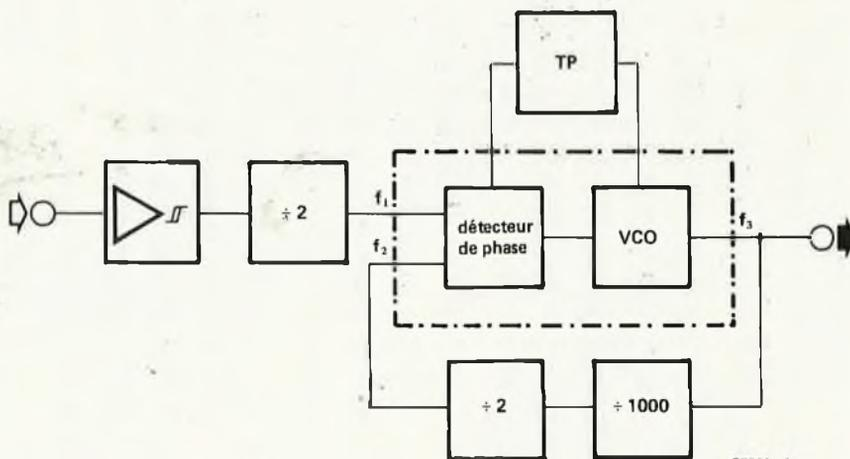 TP
÷ 2
f₁
f₂
détecteur
de phase
VCO
f₃
÷ 2
÷ 1000